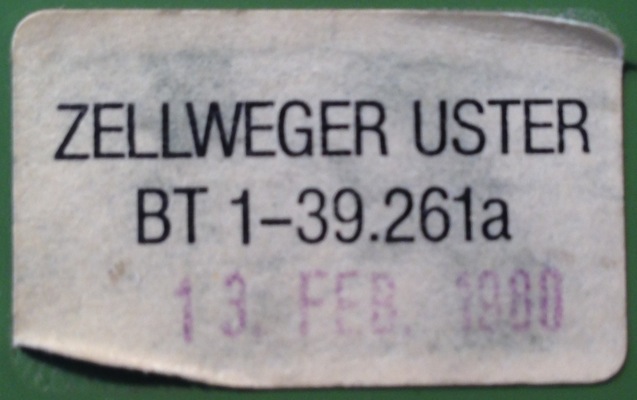 ZELLWEGER USTER
BT 1-39.261a
13. FEB. 1980